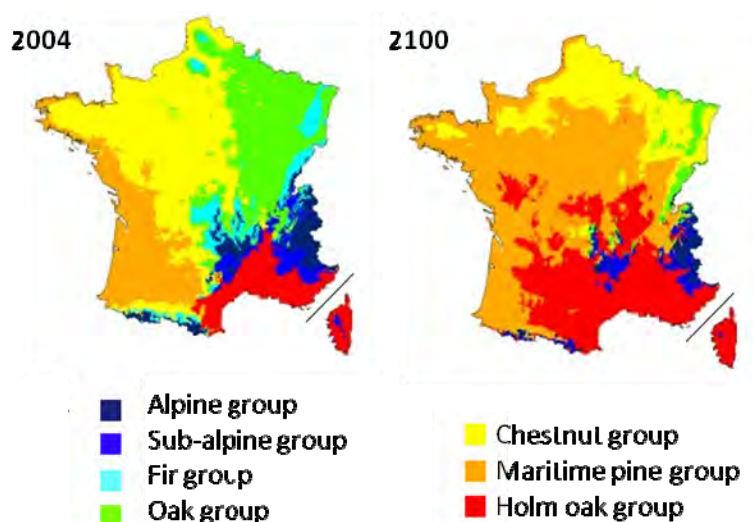 2004
2100
Alpine group
Sub-alpine group
Fir group
Oak group
Chestnut group
Maritime pine group
Holm oak group